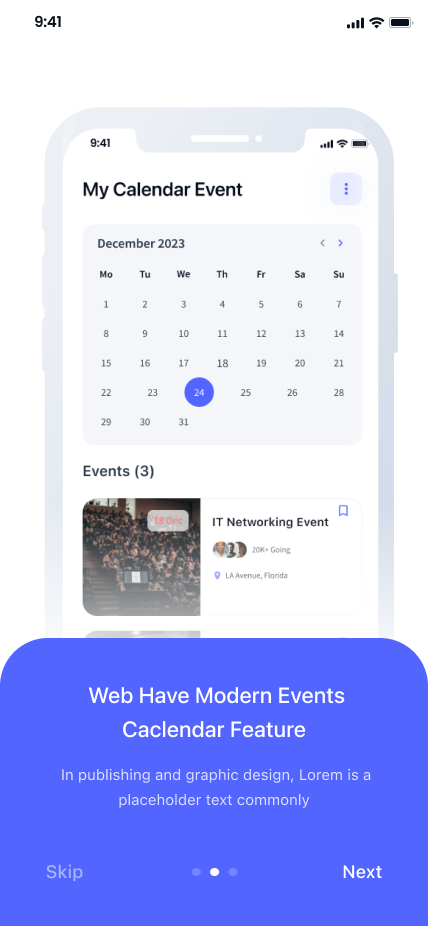 9:41
9:41
My Calendar Event
December 2023
Mo Tu We Th Fr Sa Su
1 2 3 4 5 6 7
8 9 10 11 12 13 14
15 16 17 18 19 20 21
22 23 24 25 26 28
29 30 31
Events (3)
18 Dec
IT Networking Event
20K+ Going
LA Avenue, Florida
Web Have Modern Events
Caclendar Feature
In publishing and graphic design, Lorem is a
placeholder text commonly
Skip
Next